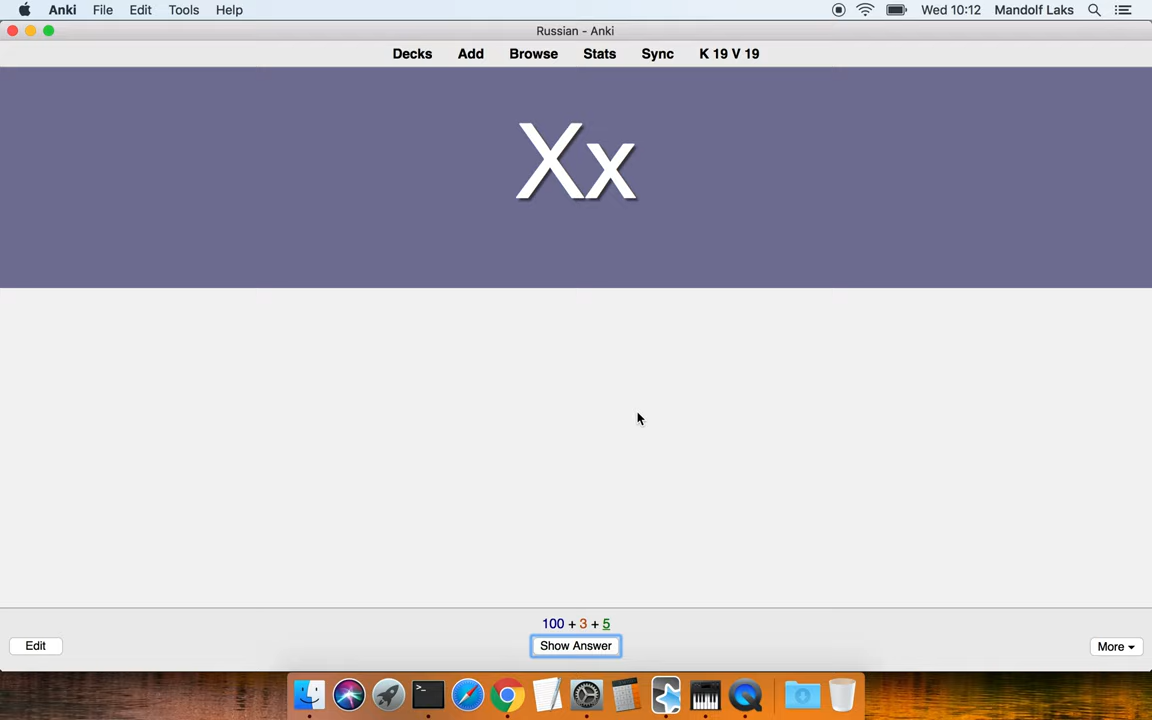 Anki File Edit Tools Help Wed 10:12 Mandolf Laks
Russian - Anki
Decks Add Browse Stats Sync K 19 V 19
Хх
100 + 3 + 5
Edit Show Answer More